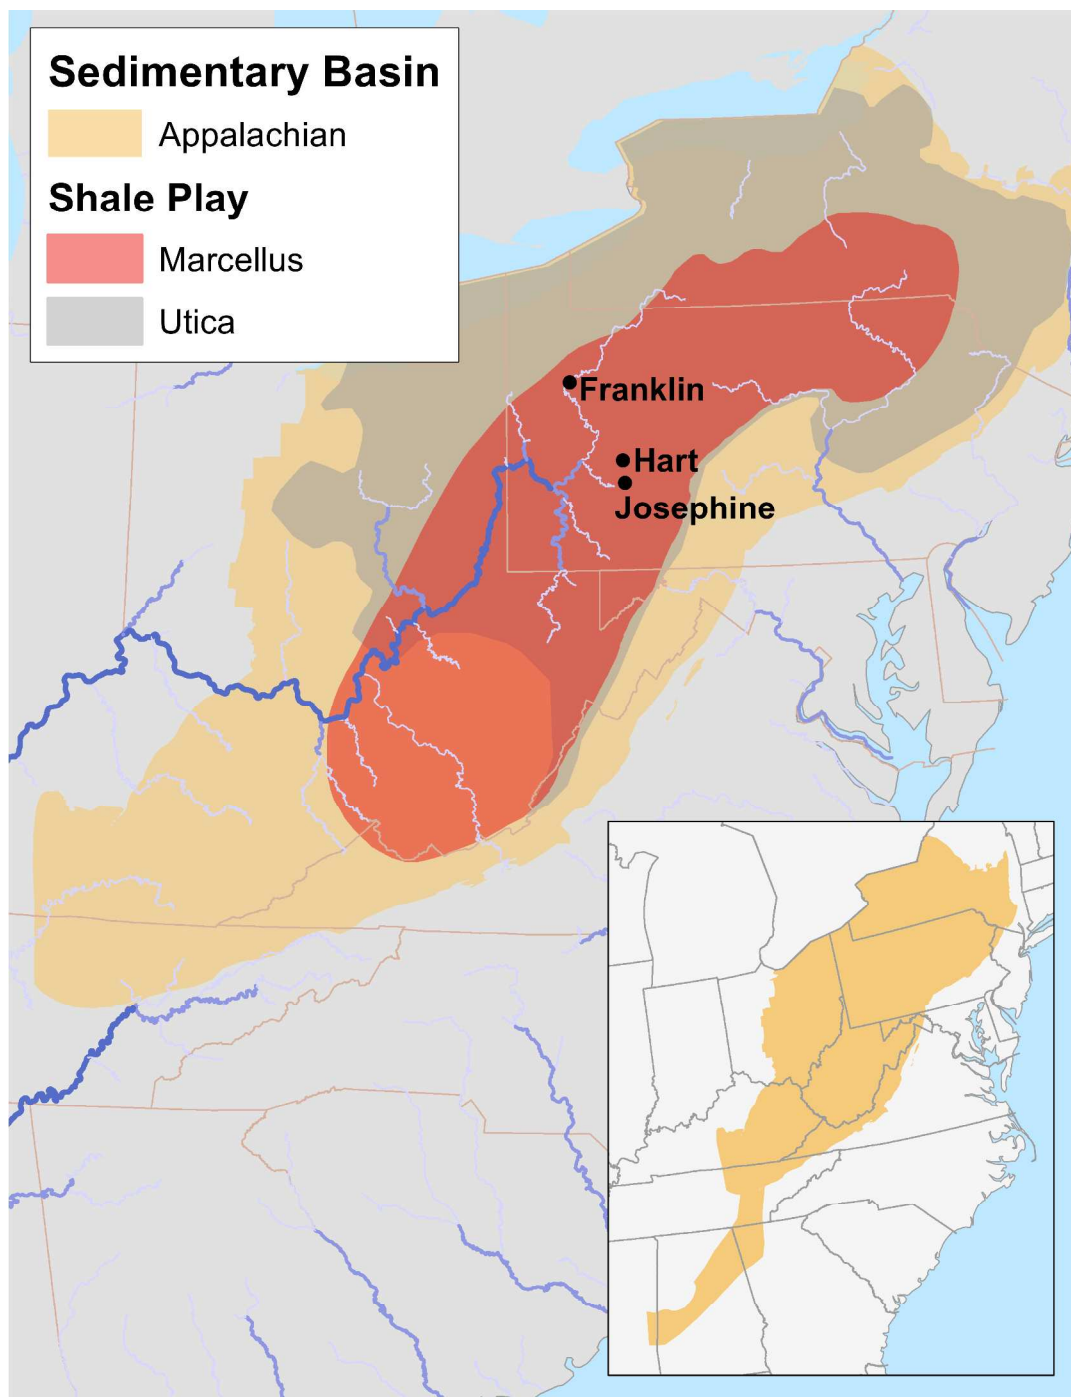 Sedimentary Basin
Appalachian
Shale Play
Marcellus
Utica
Franklin
Hart
Josephine